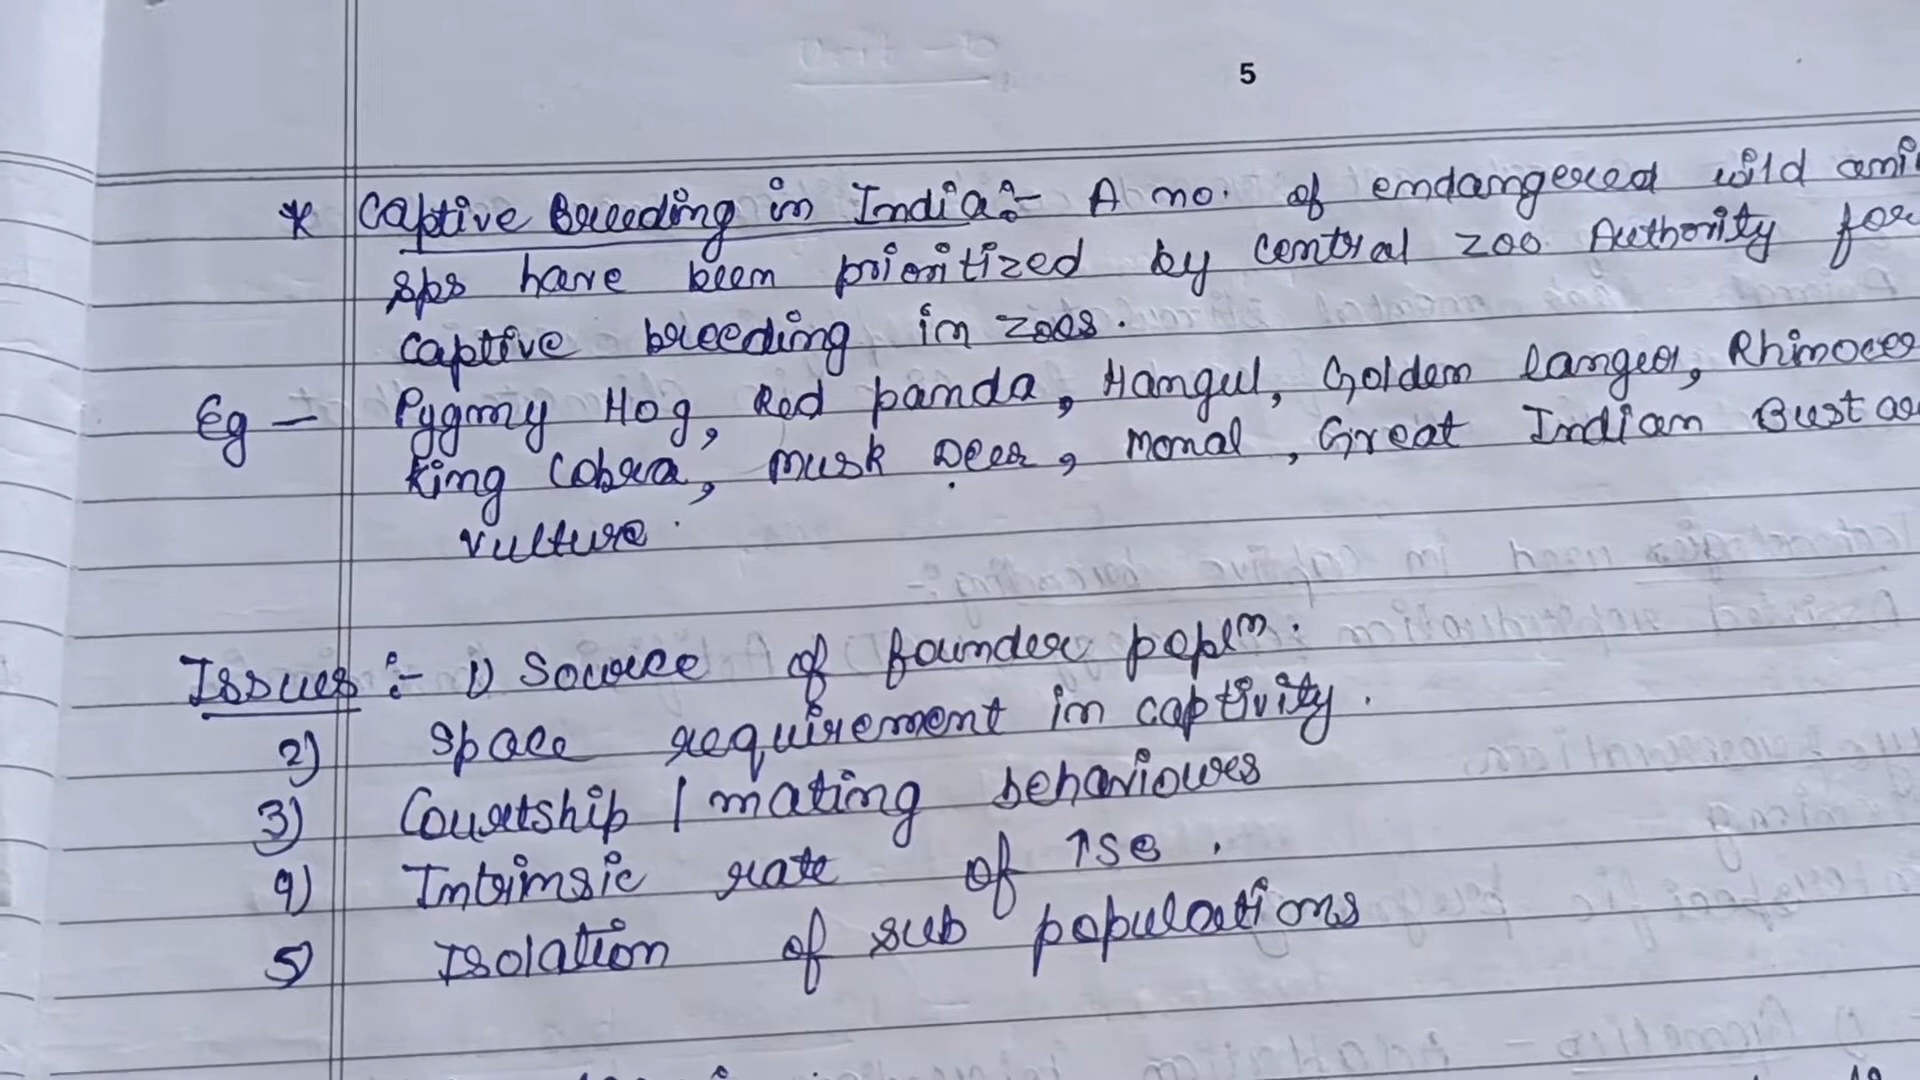 5
* Captive Breeding in India:- A no. of endangered wild ani
sps have been prioritized by central zoo Authority for
captive breeding in zoos.
Eg - Pygmy Hog, Red panda, Hangul, Golden langer, Rhinocer
King Cobra, Musk Deer, Monal, Great Indian Bustar
Vulture.
Issues :- 1) Source of founder popln.
2) Space requirement in captivity.
3) Courtship / mating behaviours
4) Intrinsic rate of ↑se.
5) Isolation of sub populations